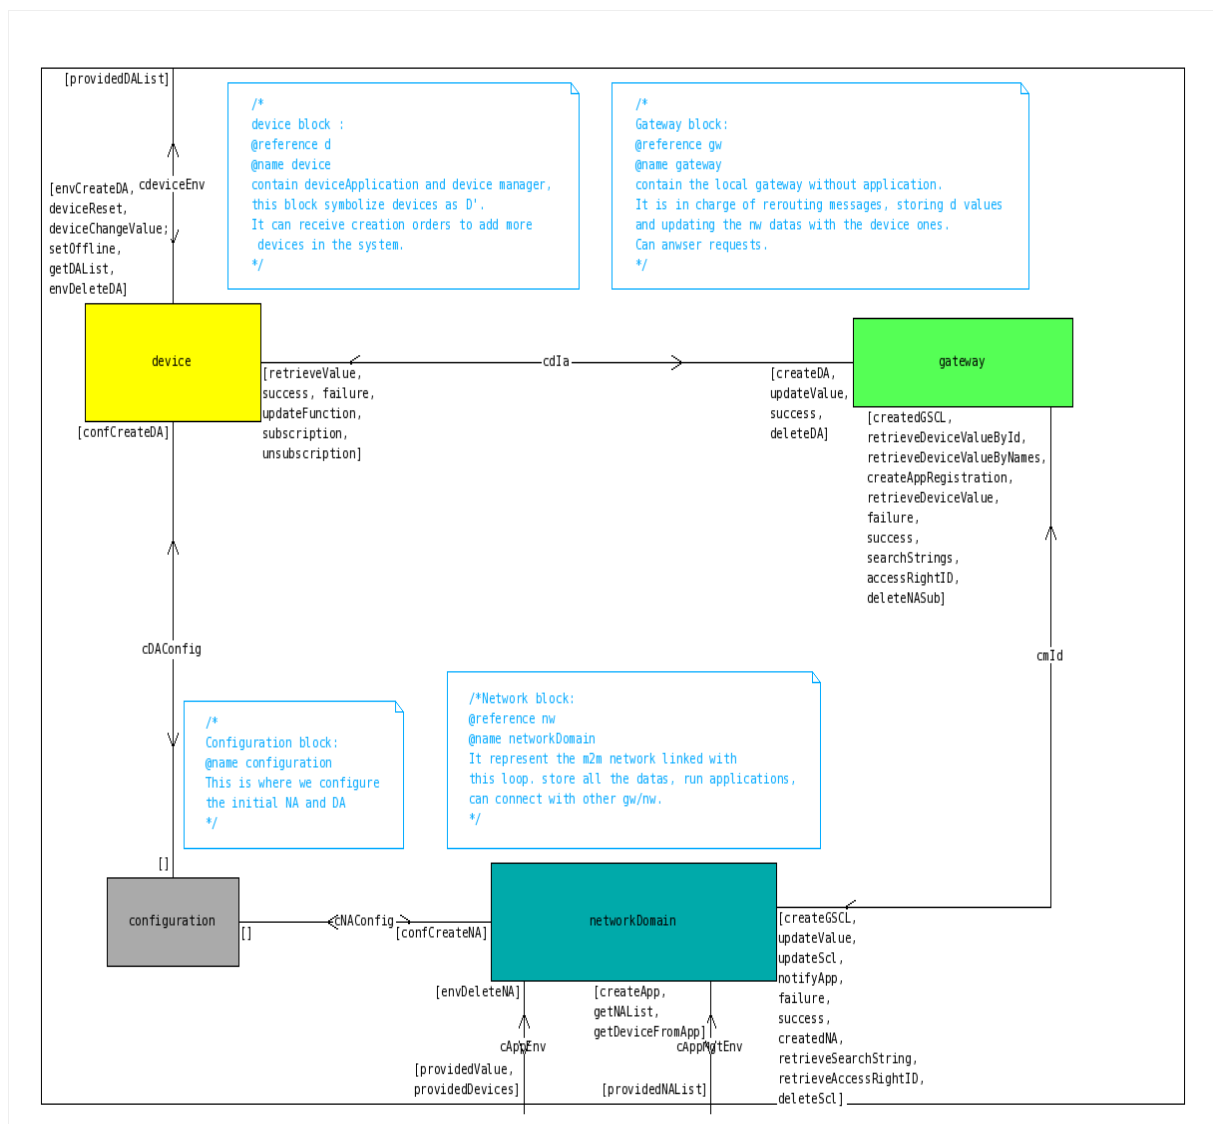 [providedDAList]
/*
device block :
@reference d
@name device
contain deviceApplication and device manager,
this block symbolize devices as D'.
It can receive creation orders to add more
devices in the system.
*/
/*
Gateway block:
@reference gw
@name gateway
contain the local gateway without application.
It is in charge of rerouting messages, storing d values
and updating the nw datas with the device ones.
Can anwser requests.
*/
cdeviceEnv
[envCreateDA,
deviceReset,
deviceChangeValue;
setOffline,
getDAList,
envDeleteDA]
device
cdIa
gateway
[retrieveValue,
success, failure,
updateFunction,
subscription,
unsubscription]
[createDA,
updateValue,
success,
deleteDA]
[confCreateDA]
[createdGSCL,
retrieveDeviceValueById,
retrieveDeviceValueByNames,
createAppRegistration,
retrieveDeviceValue,
failure,
success,
searchStrings,
accessRightID,
deleteNASub]
cDAConfig
cmId
/*
Configuration block:
@name configuration
This is where we configure
the initial NA and DA
*/
/*Network block:
@reference nw
@name networkDomain
It represent the m2m network linked with
this loop. store all the datas, run applications,
can connect with other gw/nw.
*/
[]
configuration
[]
cNAConfig
[confCreateNA]
networkDomain
[createGSCL,
updateValue,
updateScl,
notifyApp,
failure,
success,
createdNA,
retrieveSearchString,
retrieveAccessRightID,
deleteScl]
[envDeleteNA]
[createApp,
getNAList,
getDeviceFromApp]
cAppEnv
cAppMgtEnv
[providedValue,
providedDevices]
[providedNAList]